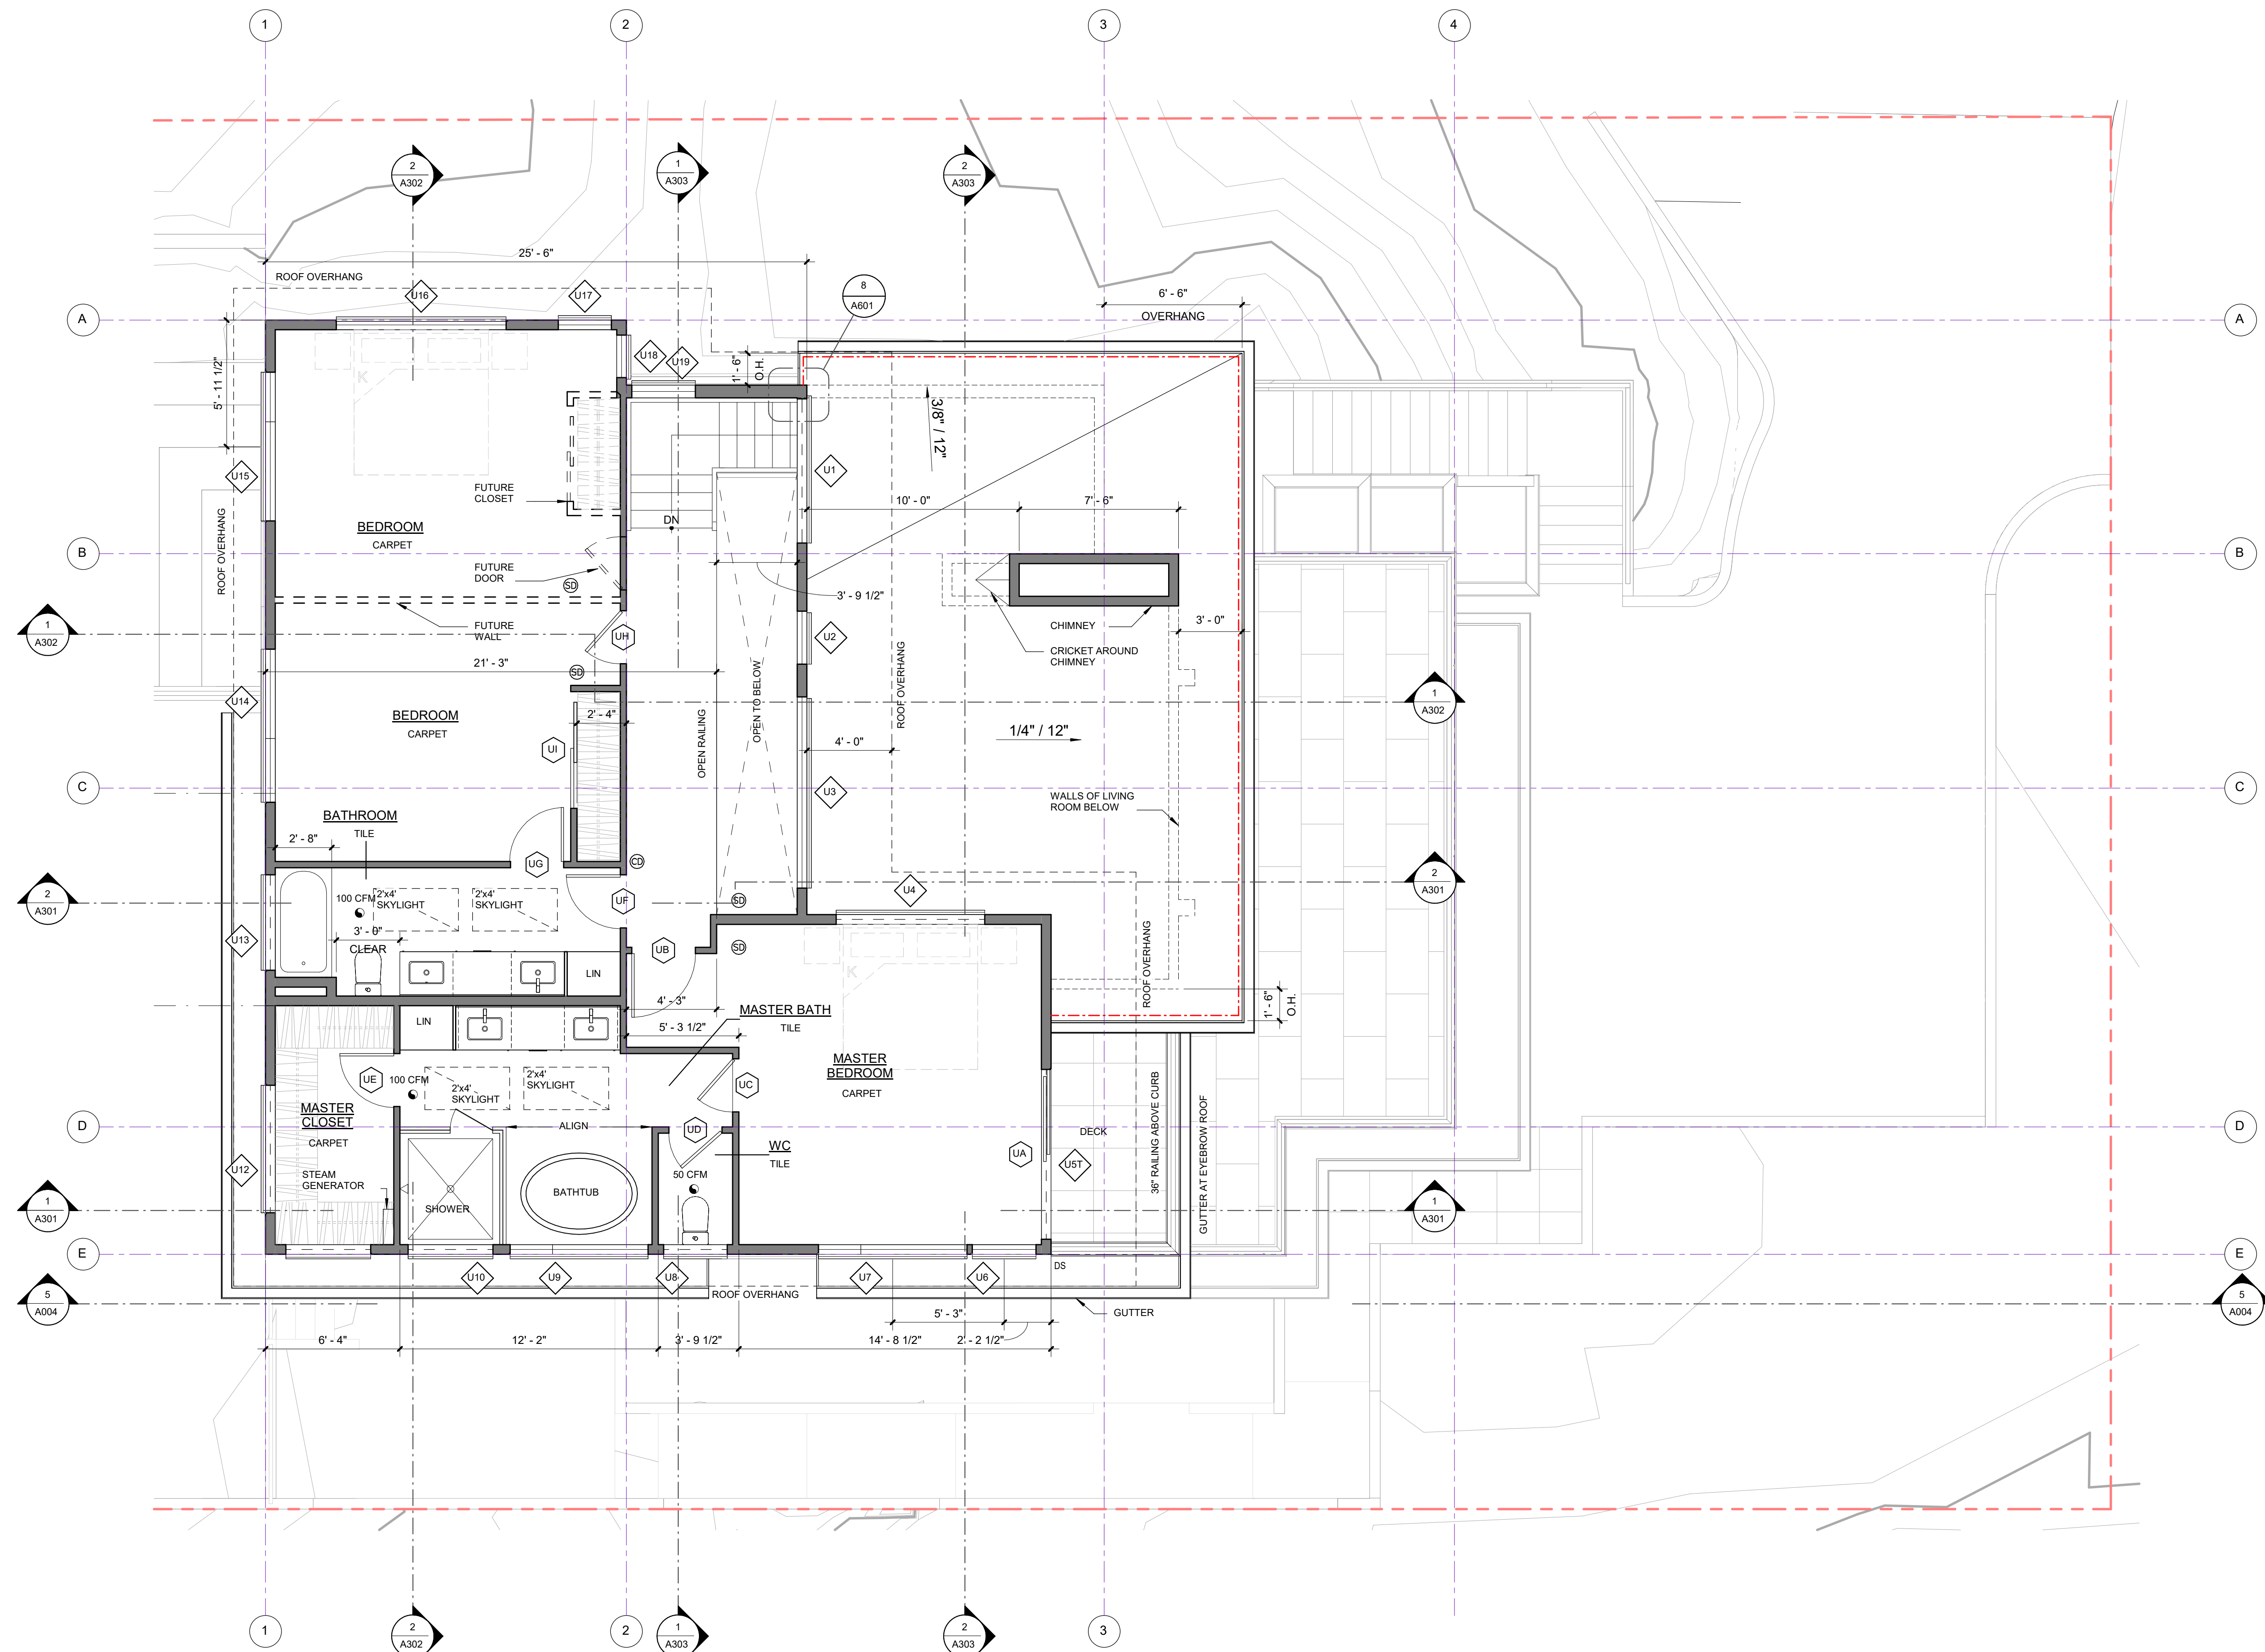 1
2
3
4
2
A302
1
A303
2
A303
25' - 6"
ROOF OVERHANG
U16
U17
8
A601
6' - 6"
OVERHANG
A
A
U18
U19
1' - 6"
O.H.
5' - 11 1/2"
K
3/8" / 12"
U15
U1
FUTURE
CLOSET
10' - 0"
7' - 6"
DN
BEDROOM
CARPET
B
B
FUTURE
DOOR
SD
ROOF OVERHANG
3' - 9 1/2"
FUTURE
WALL
UH
U2
CHIMNEY
3' - 0"
1
A302
CRICKET AROUND
CHIMNEY
21' - 3"
SD
OPEN TO BELOW
ROOF OVERHANG
U14
1
A302
BEDROOM
CARPET
2' - 4"
OPEN RAILING
1/4" / 12"
UI
4' - 0"
C
C
U3
WALLS OF LIVING
ROOM BELOW
BATHROOM
TILE
2' - 8"
UG
CD
2
A301
U4
2
A301
100 CFM
2'x4'
SKYLIGHT
2'x4'
SKYLIGHT
UF
SD
3' - 0"
CLEAR
U13
UB
SD
ROOF OVERHANG
LIN
K
4' - 3"
1' - 6"
O.H.
MASTER BATH
TILE
LIN
5' - 3 1/2"
MASTER
BEDROOM
CARPET
UE
100 CFM
2'x4'
SKYLIGHT
2'x4'
SKYLIGHT
UC
MASTER
CLOSET
CARPET
36" RAILING ABOVE CURB
GUTTER AT EYEBROW ROOF
D
D
ALIGN
UD
DECK
WC
TILE
UA
U5T
U12
STEAM
GENERATOR
50 CFM
BATHTUB
SHOWER
1
A301
1
A301
E
E
DS
U10
U9
U8
U7
U6
ROOF OVERHANG
5
A004
5
A004
GUTTER
5' - 3"
6' - 4"
12' - 2"
3' - 9 1/2"
14' - 8 1/2"
2' - 2 1/2"
1
2
A302
2
1
A303
2
A303
3